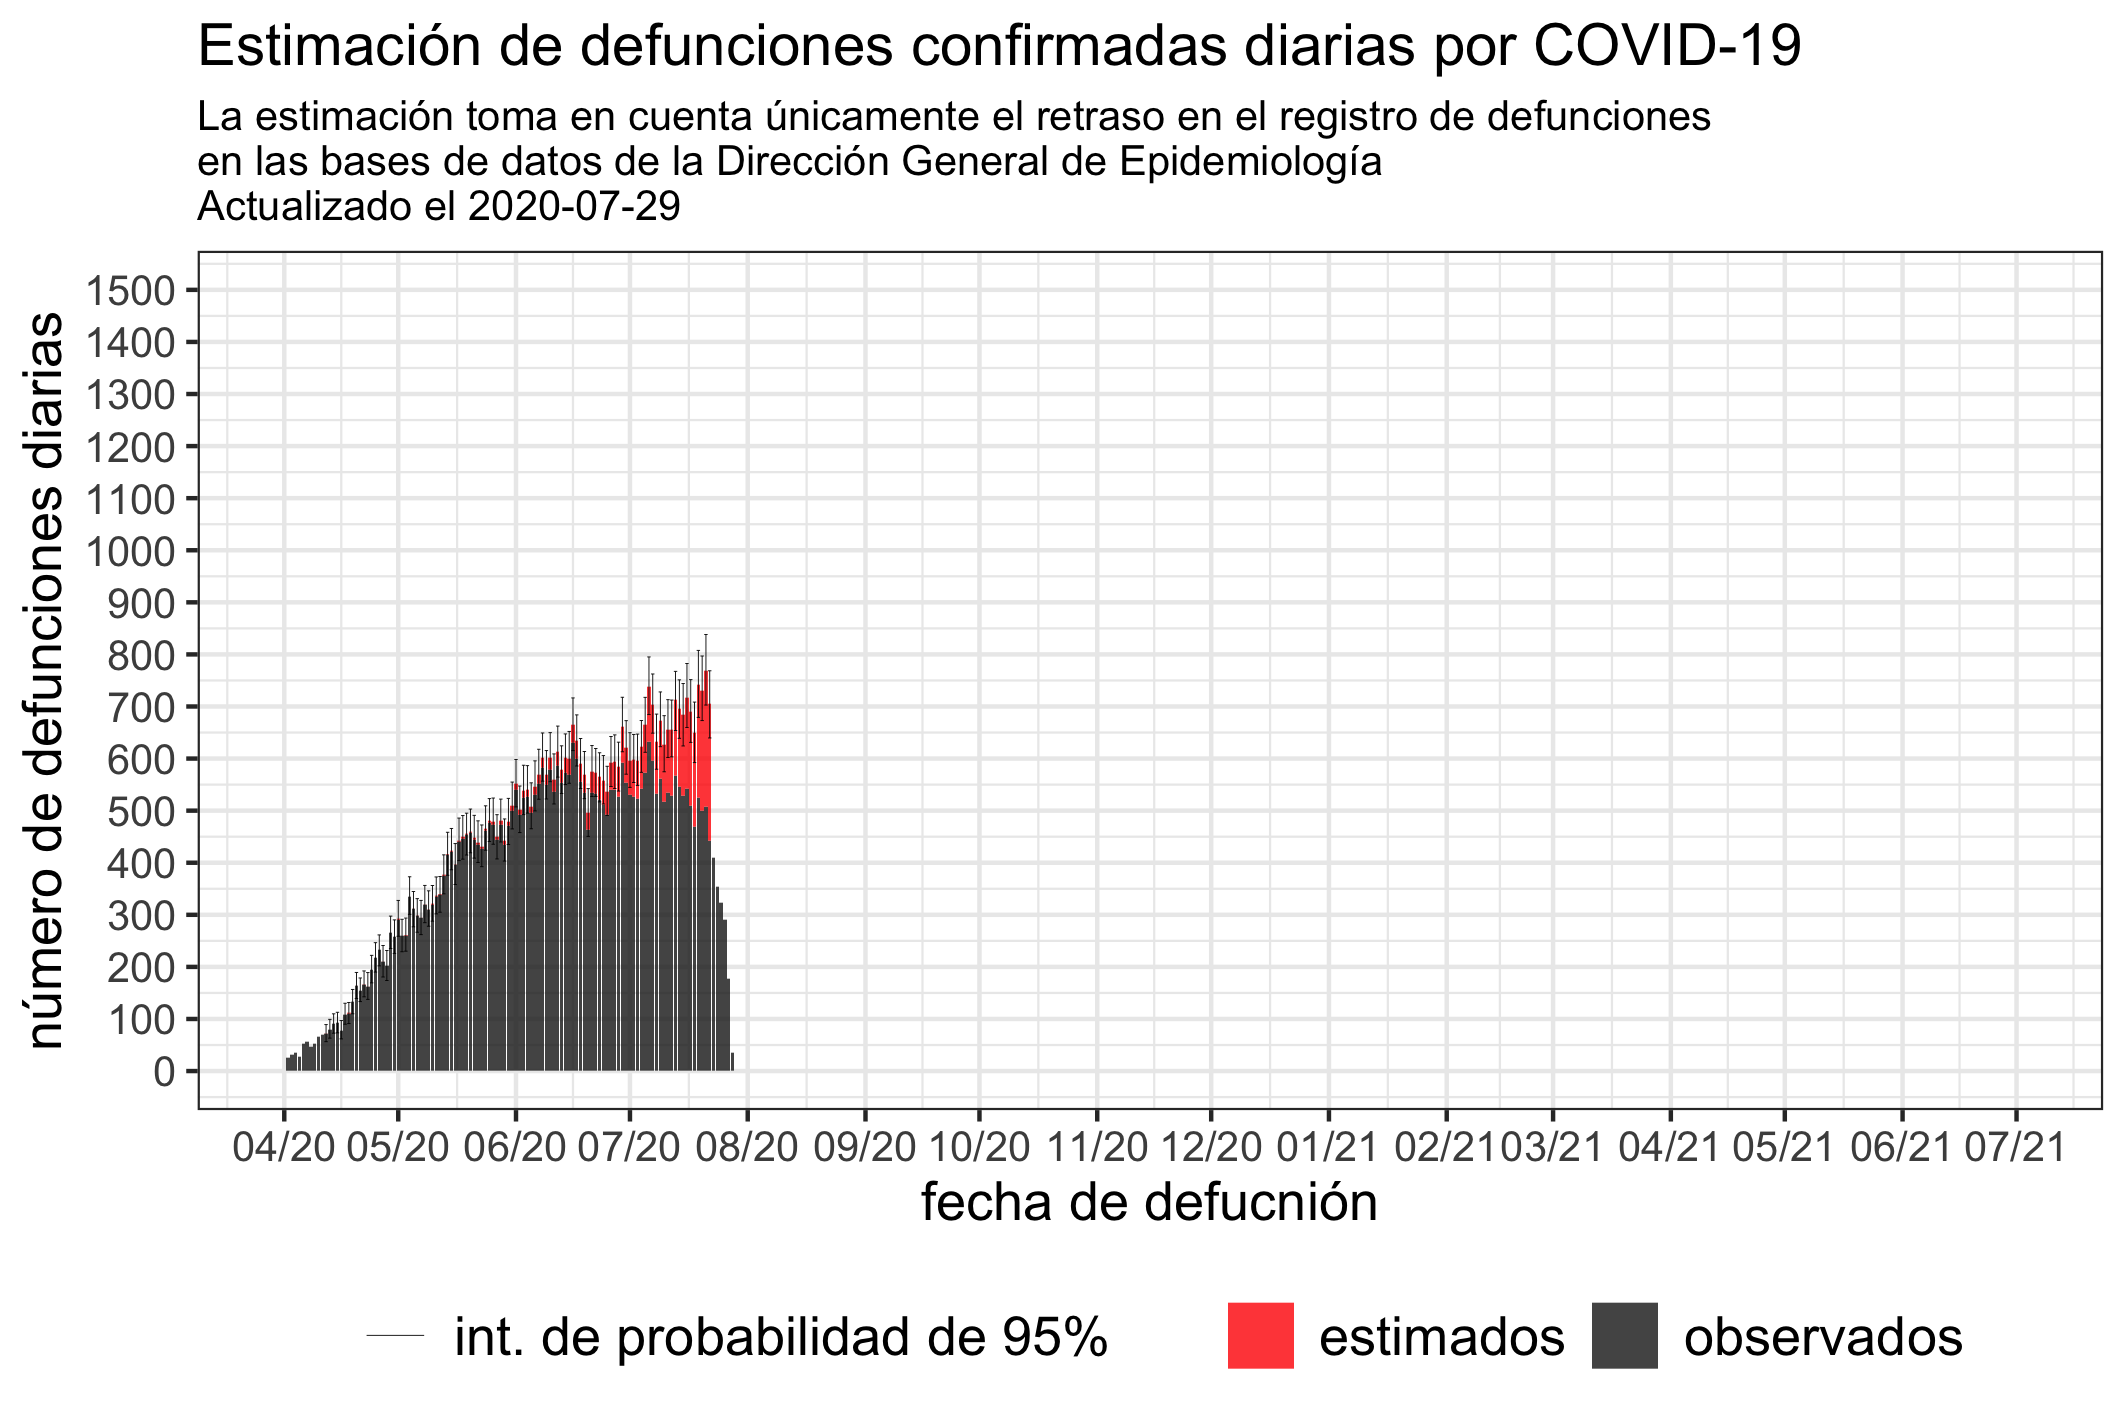 Estimación de defunciones confirmadas diarias por COVID-19
La estimación toma en cuenta únicamente el retraso en el registro de defunciones
en las bases de datos de la Dirección General de Epidemiología
Actualizado el 2020-07-29
número de defunciones diarias
1500
1400
1300
1200
1100
1000
900
800
700
600
500
400
300
200
100
0
04/20 05/20 06/20 07/20 08/20 09/20 10/20 11/20 12/20 01/21 02/21 03/21 04/21 05/21 06/21 07/21
fecha de defucnión
int. de probabilidad de 95% estimados observados